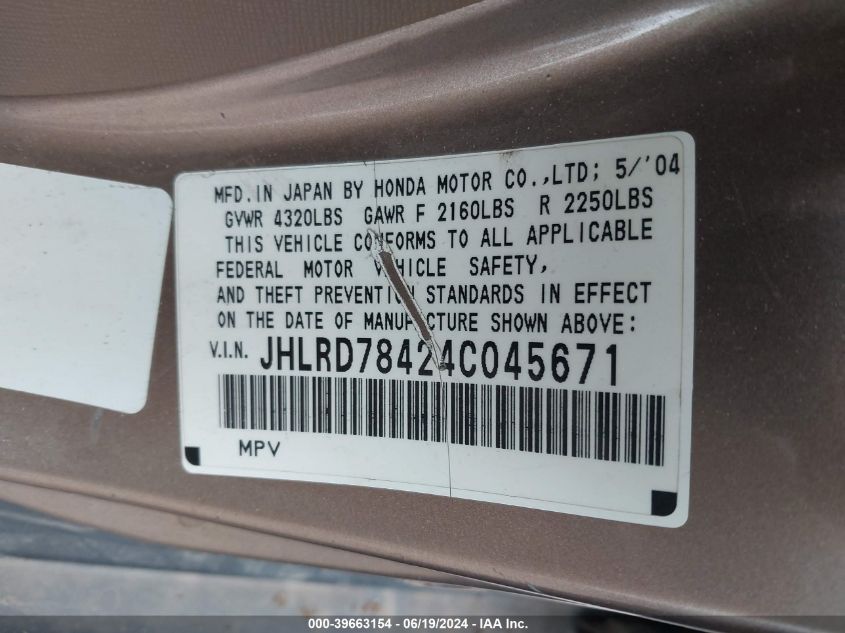 MFD. IN JAPAN BY HONDA MOTOR CO.,LTD; 5/'04
GVWR 4320LBS GAWR F 2160LBS R 2250LBS
THIS VEHICLE CONFORMS TO ALL APPLICABLE
FEDERAL MOTOR VEHICLE SAFETY,
AND THEFT PREVENTION STANDARDS IN EFFECT
ON THE DATE OF MANUFACTURE SHOWN ABOVE:
V.I.N. JHLRD78424C045671
MPV
000-39663154 - 06/19/2024 - IAA Inc.